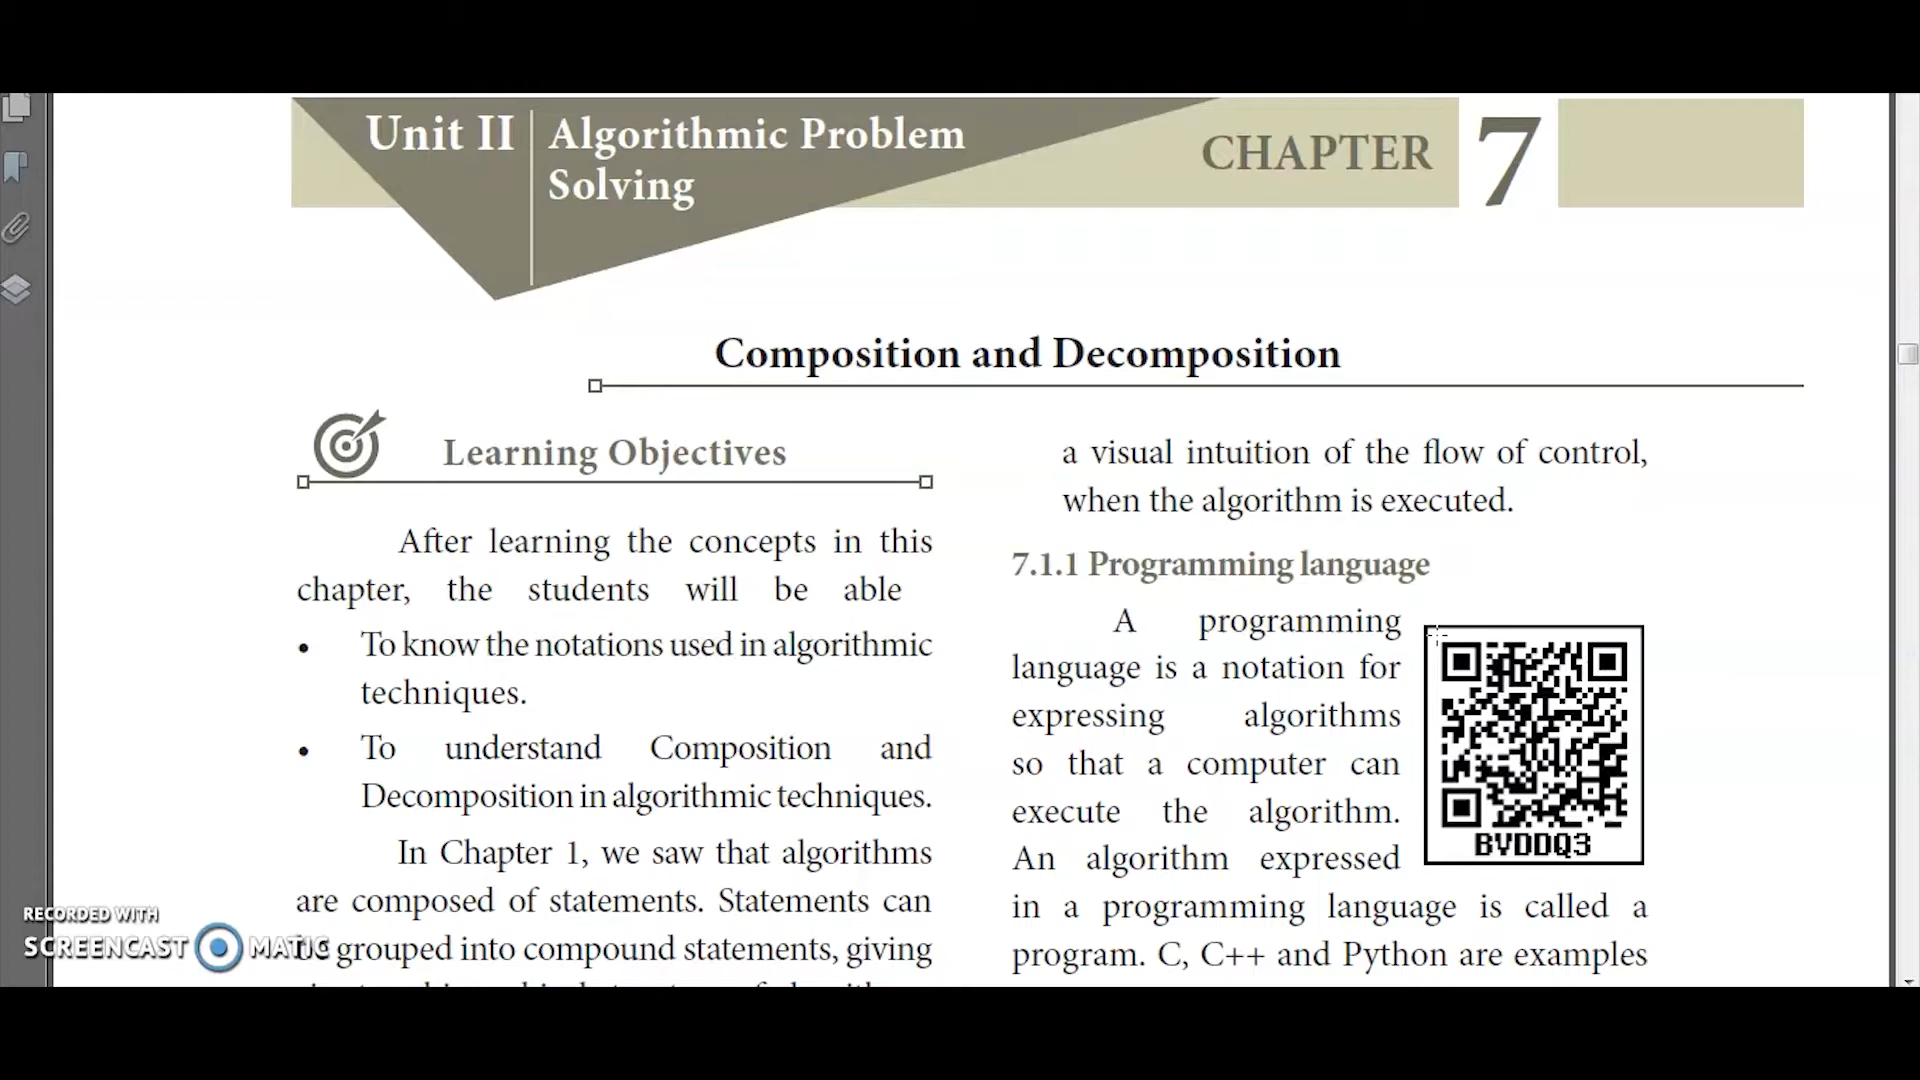 Unit II
Algorithmic Problem
Solving
CHAPTER 7
Composition and Decomposition
Learning Objectives
After learning the concepts in this
chapter, the students will be able
• To know the notations used in algorithmic
techniques.
• To understand Composition and
Decomposition in algorithmic techniques.
In Chapter 1, we saw that algorithms
are composed of statements. Statements can
grouped into compound statements, giving
a visual intuition of the flow of control,
when the algorithm is executed.
7.1.1 Programming language
A programming
language is a notation for
expressing algorithms
so that a computer can
execute the algorithm.
An algorithm expressed
in a programming language is called a
program. C, C++ and Python are examples
BVDDQ3
RECORDED WITH
SCREENCAST MATIC